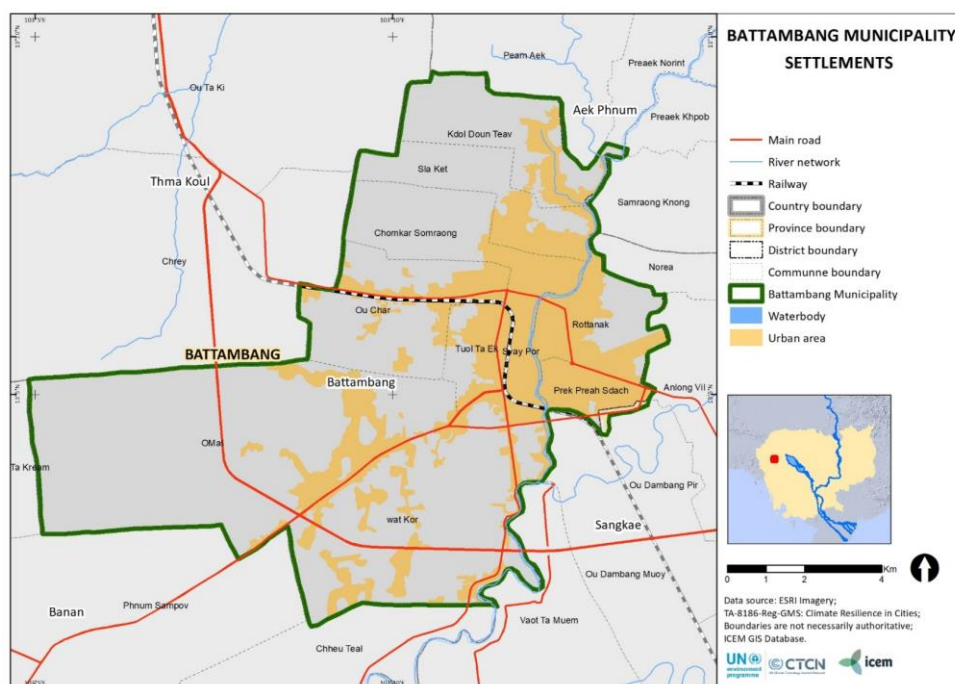 BATTAMBANG MUNICIPALITY
SETTLEMENTS
Main road
River network
Railway
Country boundary
Province boundary
District boundary
Communne boundary
Battambang Municipality
Waterbody
Urban area
Peam Aek
Preaek Norint
Ou Ta Ki
Aek Phnum
Preaek Khpob
Kdol Doun Teav
Sla Ket
Thma Koul
Samraong Knong
Chomkar Somraong
Chrey
Norea
Ou Char
Rottanak
BATTAMBANG
Tuol Ta Ek
Svay Por
Battambang
Prek Preah Sdach
Anlong Vil
OMal
Ta Kream
Ou Dambang Pir
wat Kor
Sangkae
Ou Dambang Muoy
Banan
Phnum Sampov
Vaot Ta Muem
Chheu Teal
0 1 2 4 Km
Data source: ESRI Imagery;
TA-8186-Reg-GMS: Climate Resilience in Cities;
Boundaries are not necessarily authoritative;
ICEM GIS Database.
UN
environment
programme
CTCN
icem